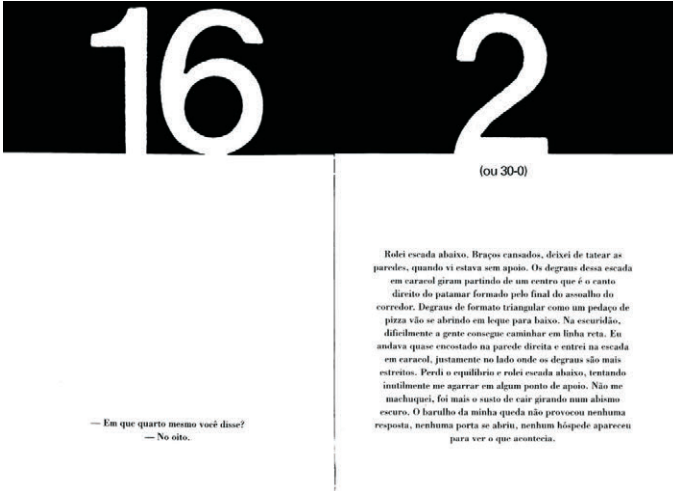 16
— Em que quarto mesmo você disse?
— No oito.
2
(ou 30-0)
Rolei escada abaixo. Braços cansados, deixei de tatear as
paredes, quando vi estava sem apoio. Os degraus dessa escada
em caracol giram partindo de um centro que é o canto
direito do patamar formado pelo final do assoalho do
corredor. Degraus de formato triangular como um pedaço de
pizza vão se abrindo em leque para baixo. Na escuridão,
dificilmente a gente consegue caminhar em linha reta. Eu
andava quase encostado na parede direita e entrei na escada
em caracol, justamente no lado onde os degraus são mais
estreitos. Perdi o equilíbrio e rolei escada abaixo, tentando
inutilmente me agarrar em algum ponto de apoio. Não me
machuquei, foi mais o susto de cair girando num abismo
escuro. O barulho da minha queda não provocou nenhuma
resposta, nenhuma porta se abriu, nenhum hóspede apareceu
para ver o que acontecia.